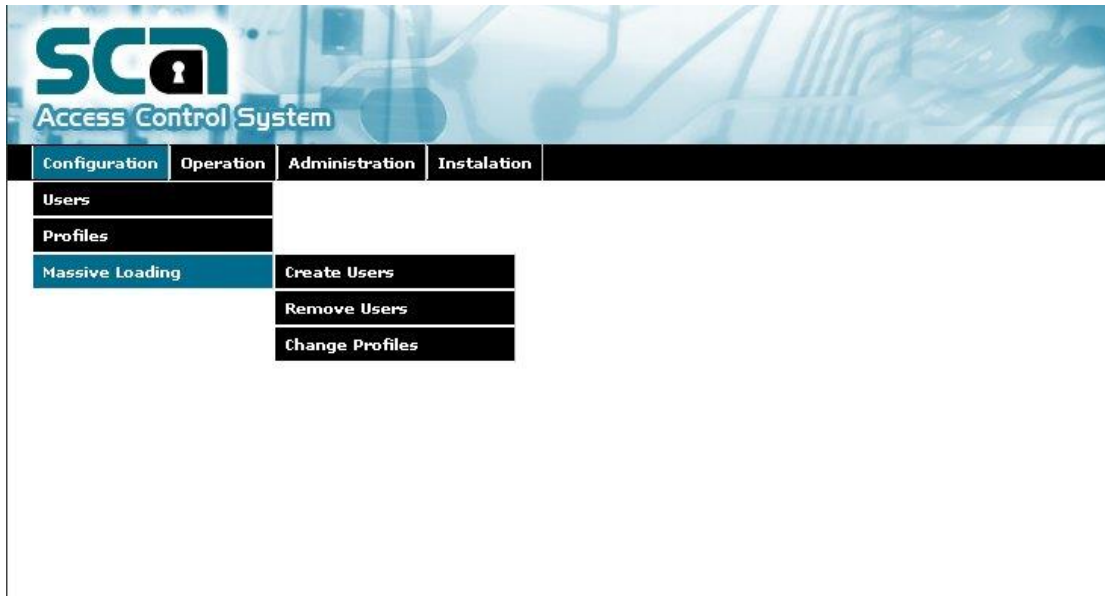 SCA
Access Control System
Configuration Operation Administration Instalation
Users
Profiles
Massive Loading Create Users
Remove Users
Change Profiles